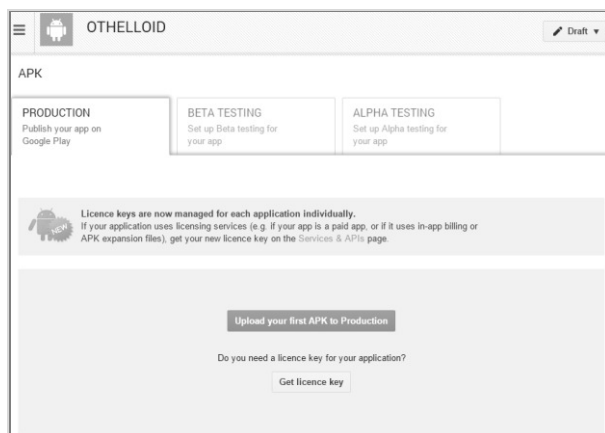 OTHELLOID
Draft
APK
PRODUCTION
Publish your app on
Google Play
BETA TESTING
Set up Beta testing for
your app
ALPHA TESTING
Set up Alpha testing for
your app
NEW
Licence keys are now managed for each application individually.
If your application uses licensing services (e.g. if your app is a paid app, or if it uses in-app billing or
APK expansion files), get your new licence key on the Services & APIs page.
Upload your first APK to Production
Do you need a licence key for your application?
Get licence key